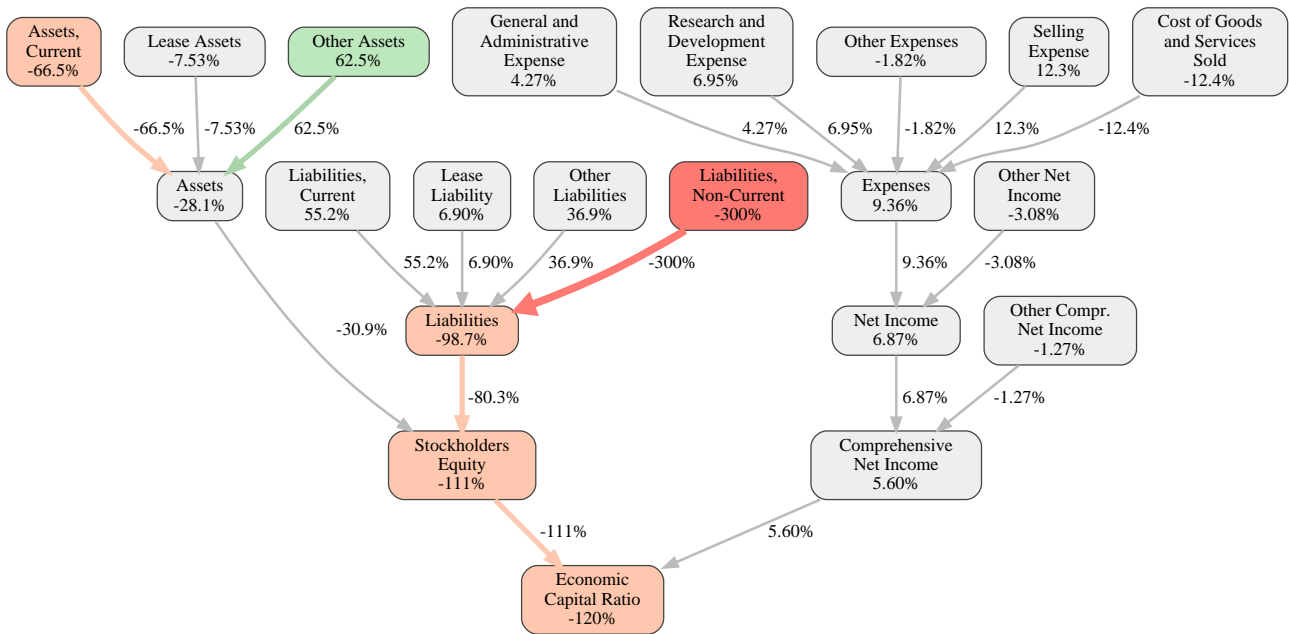 Assets,
Current
-66.5%
Lease Assets
-7.53%
Other Assets
62.5%
General and
Administrative
Expense
4.27%
Research and
Development
Expense
6.95%
Other Expenses
-1.82%
Selling
Expense
12.3%
Cost of Goods
and Services
Sold
-12.4%
-66.5%
-7.53%
62.5%
4.27%
6.95%
-1.82%
12.3%
-12.4%
Assets
-28.1%
Liabilities,
Current
55.2%
Lease
Liability
6.90%
Other
Liabilities
36.9%
Liabilities,
Non-Current
-300%
Expenses
9.36%
Other Net
Income
-3.08%
55.2%
6.90%
36.9%
-300%
9.36%
-3.08%
-30.9%
Liabilities
-98.7%
Net Income
6.87%
Other Compr.
Net Income
-1.27%
-80.3%
6.87%
-1.27%
Stockholders
Equity
-111%
Comprehensive
Net Income
5.60%
-111%
5.60%
Economic
Capital Ratio
-120%